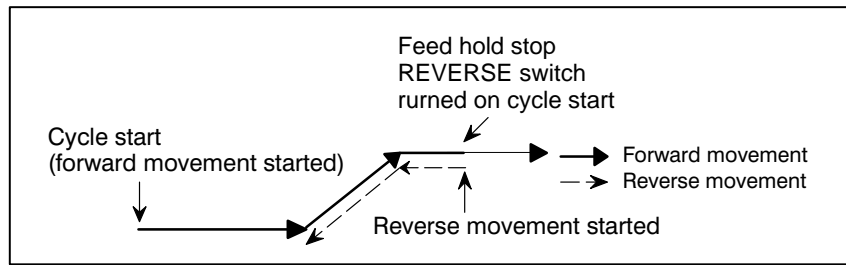 Feed hold stop
REVERSE switch
rurned on cycle start
Cycle start
(forward movement started)
Forward movement
Reverse movement
Reverse movement started